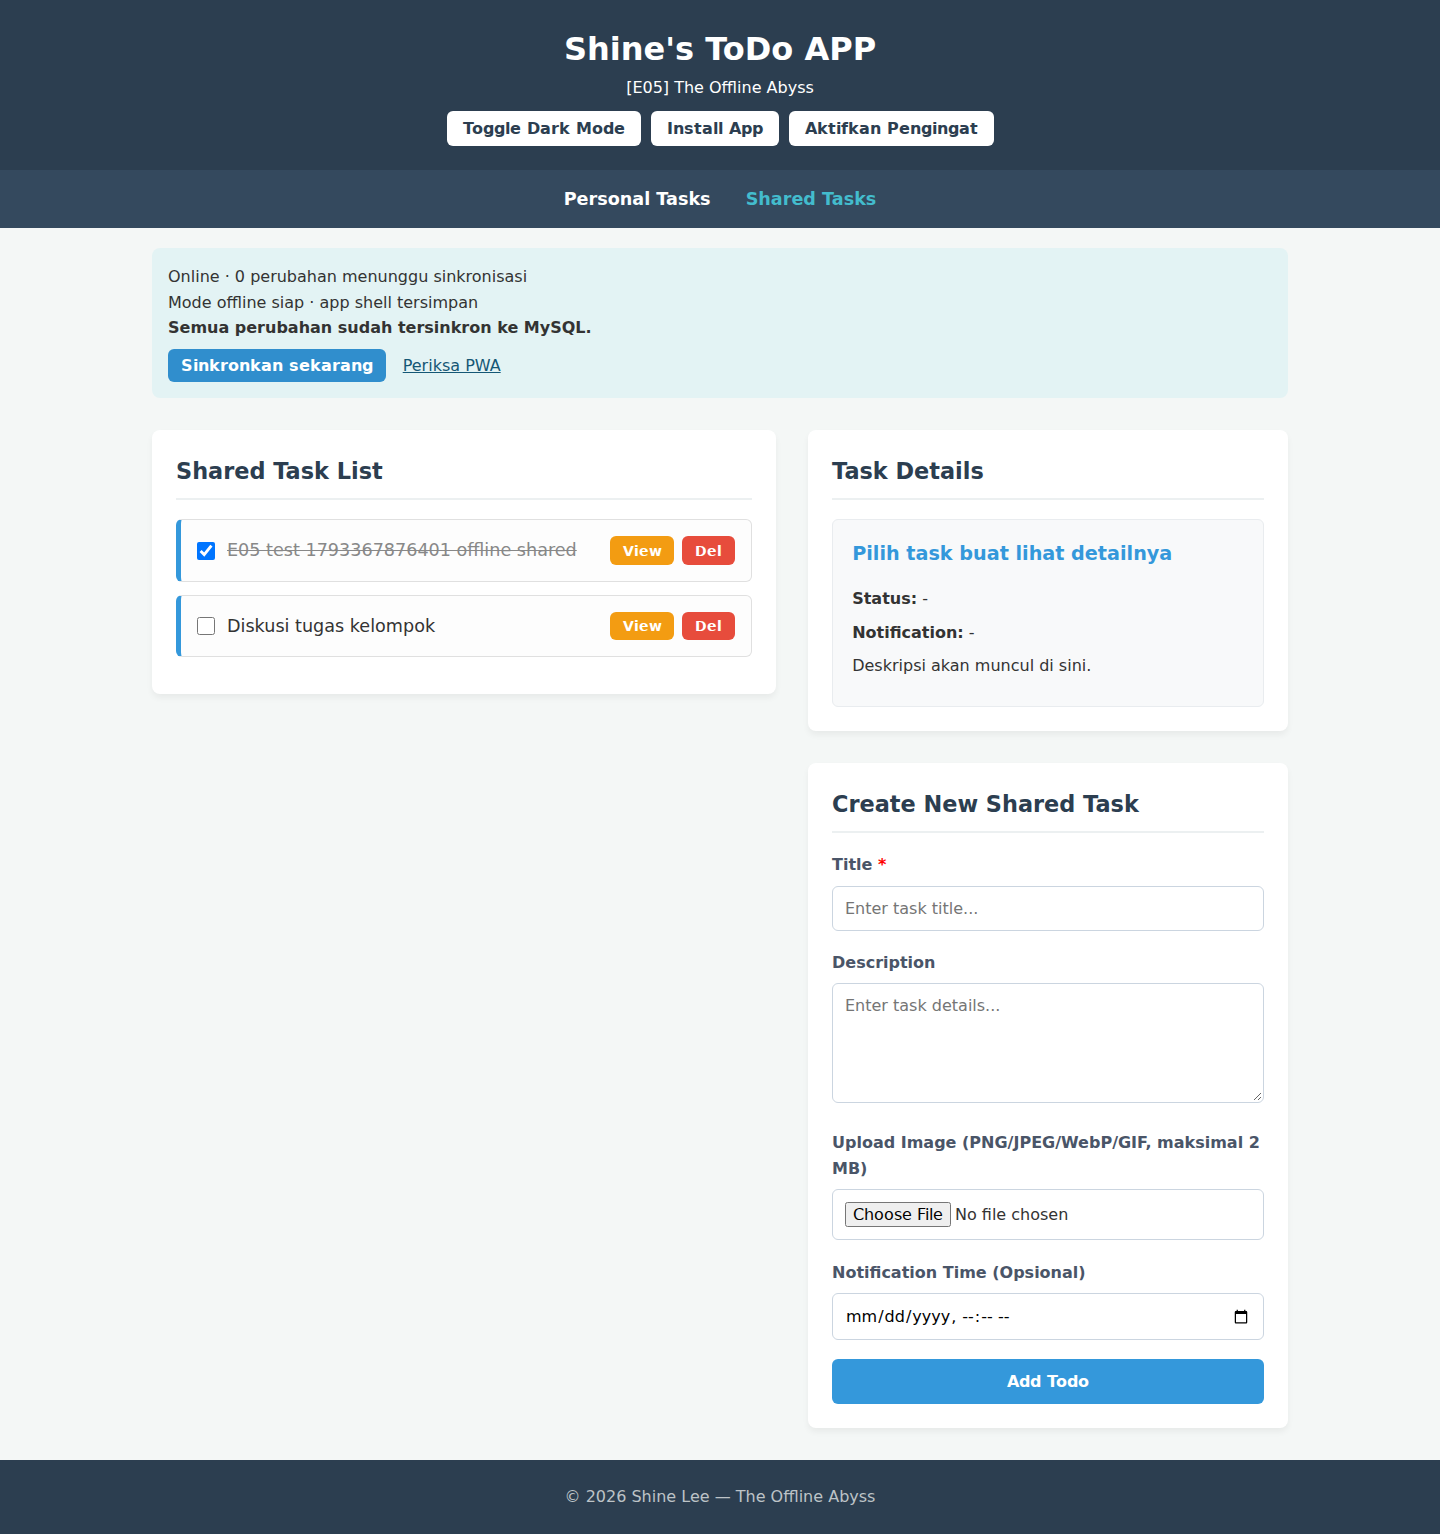 Shine's ToDo APP
[E05] The Offline Abyss
Toggle Dark Mode
Install App
Aktifkan Pengingat
Personal Tasks
Shared Tasks
Online · 0 perubahan menunggu sinkronisasi
Mode offline siap · app shell tersimpan
Semua perubahan sudah tersinkron ke MySQL.
Sinkronkan sekarang
Periksa PWA
Shared Task List
E05 test 1793367876401 offline shared
View
Del
Diskusi tugas kelompok
View
Del
Task Details
Pilih task buat lihat detailnya
Status: -
Notification: -
Deskripsi akan muncul di sini.
Create New Shared Task
Title *
Enter task title...
Description
Enter task details...
Upload Image (PNG/JPEG/WebP/GIF, maksimal 2
MB)
Choose File No file chosen
Notification Time (Opsional)
mm/dd/yyyy, --:-- --
Add Todo
© 2026 Shine Lee — The Offline Abyss